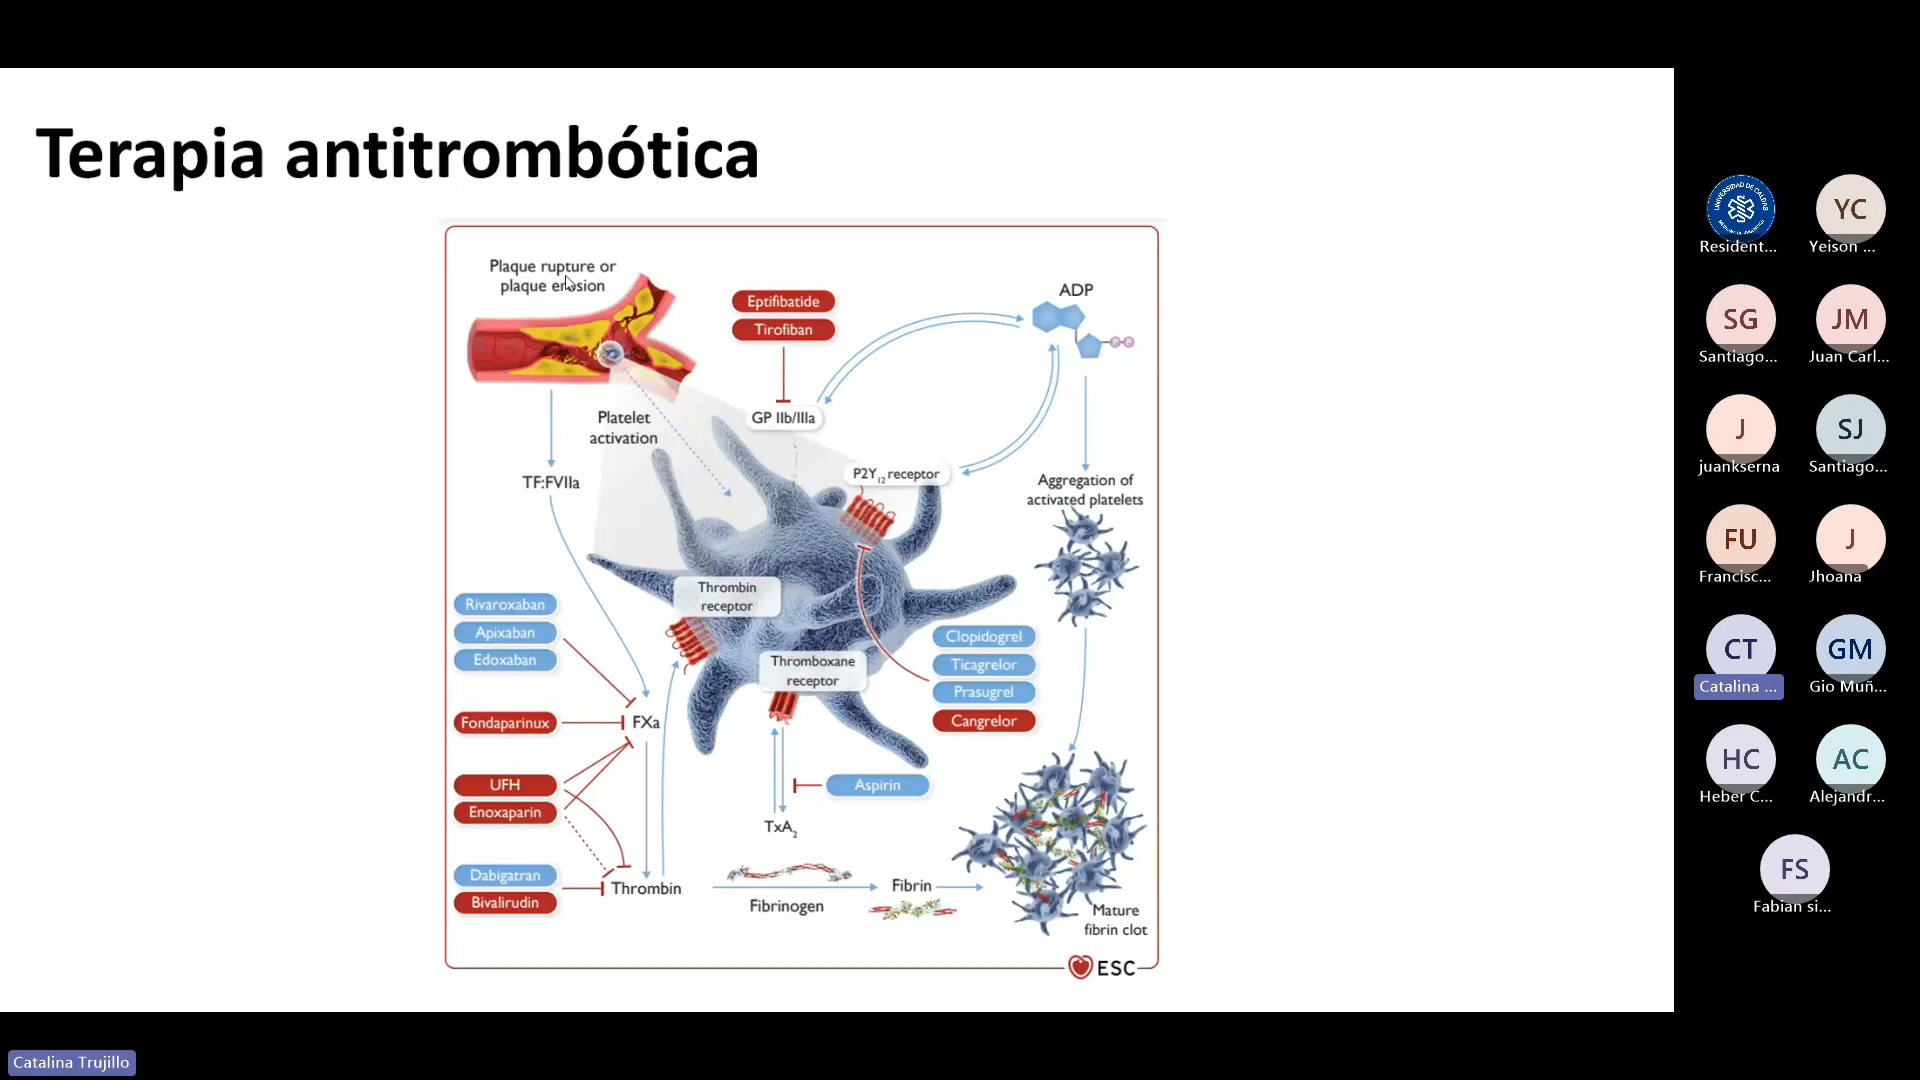 Terapia antitrombótica
Plaque rupture or
plaque erosion
Eptifibatide
Tirofiban
ADP
P P
Platelet
activation
GP IIb/IIIa
P2Y12 receptor
TF:FVIIa
Aggregation of
activated platelets
Thrombin
receptor
Rivaroxaban
Apixaban
Edoxaban
Thromboxane
receptor
Clopidogrel
Ticagrelor
Prasugrel
Cangrelor
Fondaparinux
FXa
UFH
Enoxaparin
Aspirin
TxA2
Dabigatran
Bivalirudin
Thrombin
Fibrinogen
Fibrin
Mature
fibrin clot
ESC
UNIVERSIDAD DE CALDAS
Resident...
YC
Yeison ...
SG
Santiago...
JM
Juan Carl...
J
juankserna
SJ
Santiago...
FU
Francisc...
J
Jhoana
CT
Catalina ...
GM
Gio Muñ...
HC
Heber C...
AC
Alejandr...
FS
Fabian si...
Catalina Trujillo